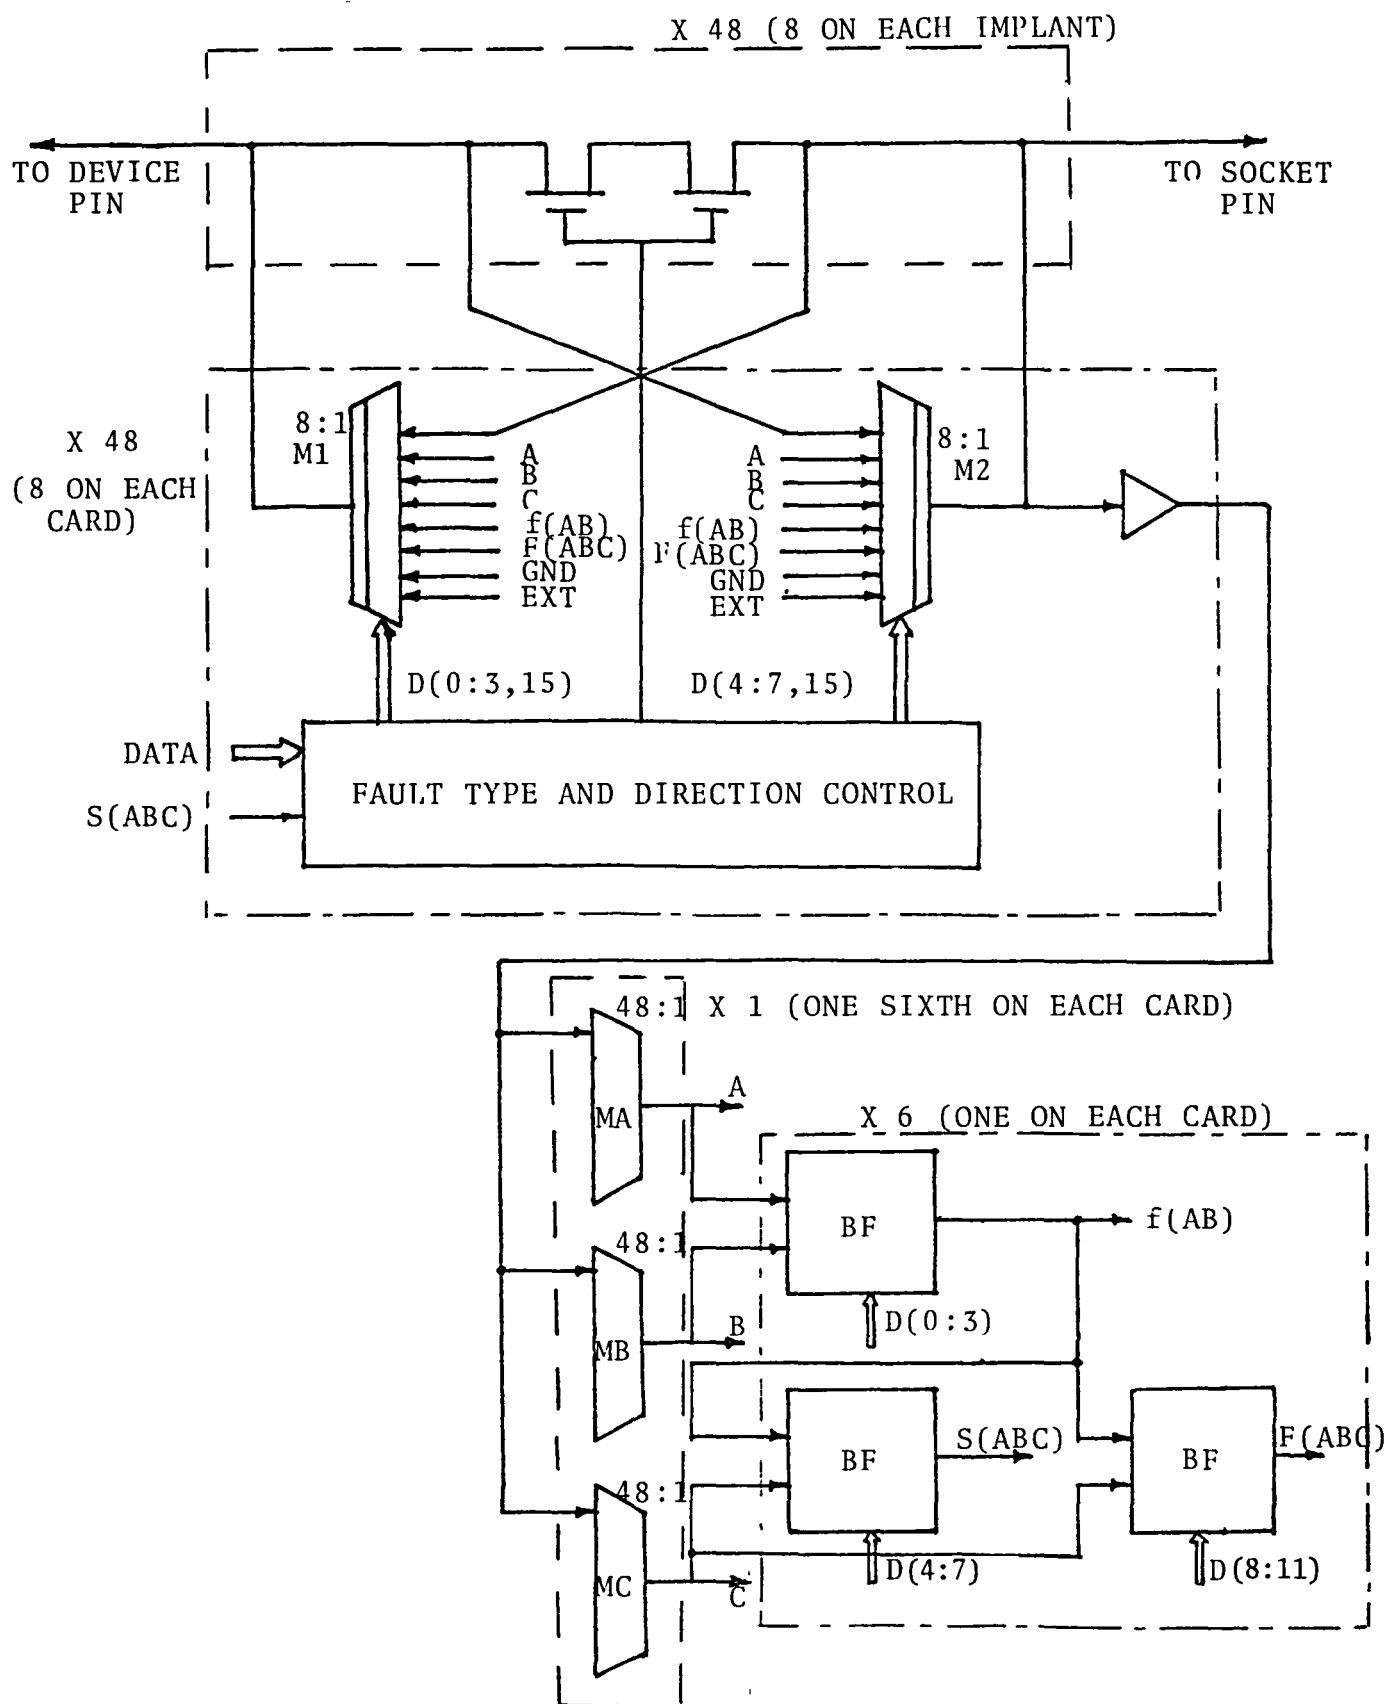 X 48 (8 ON EACH IMPLANT)
TO DEVICE
PIN
TO SOCKET
PIN
X 48
(8 ON EACH
CARD)
8:1
M1
A
B
C
f(AB)
F(ABC)
GND
EXT
A
B
C
f(AB)
F(ABC)
GND
EXT
8:1
M2
D(0:3,15)
D(4:7,15)
DATA
S(ABC)
FAULT TYPE AND DIRECTION CONTROL
48:1 X 1 (ONE SIXTH ON EACH CARD)
MA
A
X 6 (ONE ON EACH CARD)
BF
f(AB)
D(0:3)
48:1
MB
B
BF
S(ABC)
D(4:7)
BF
F(ABC)
D(8:11)
48:1
MC
C